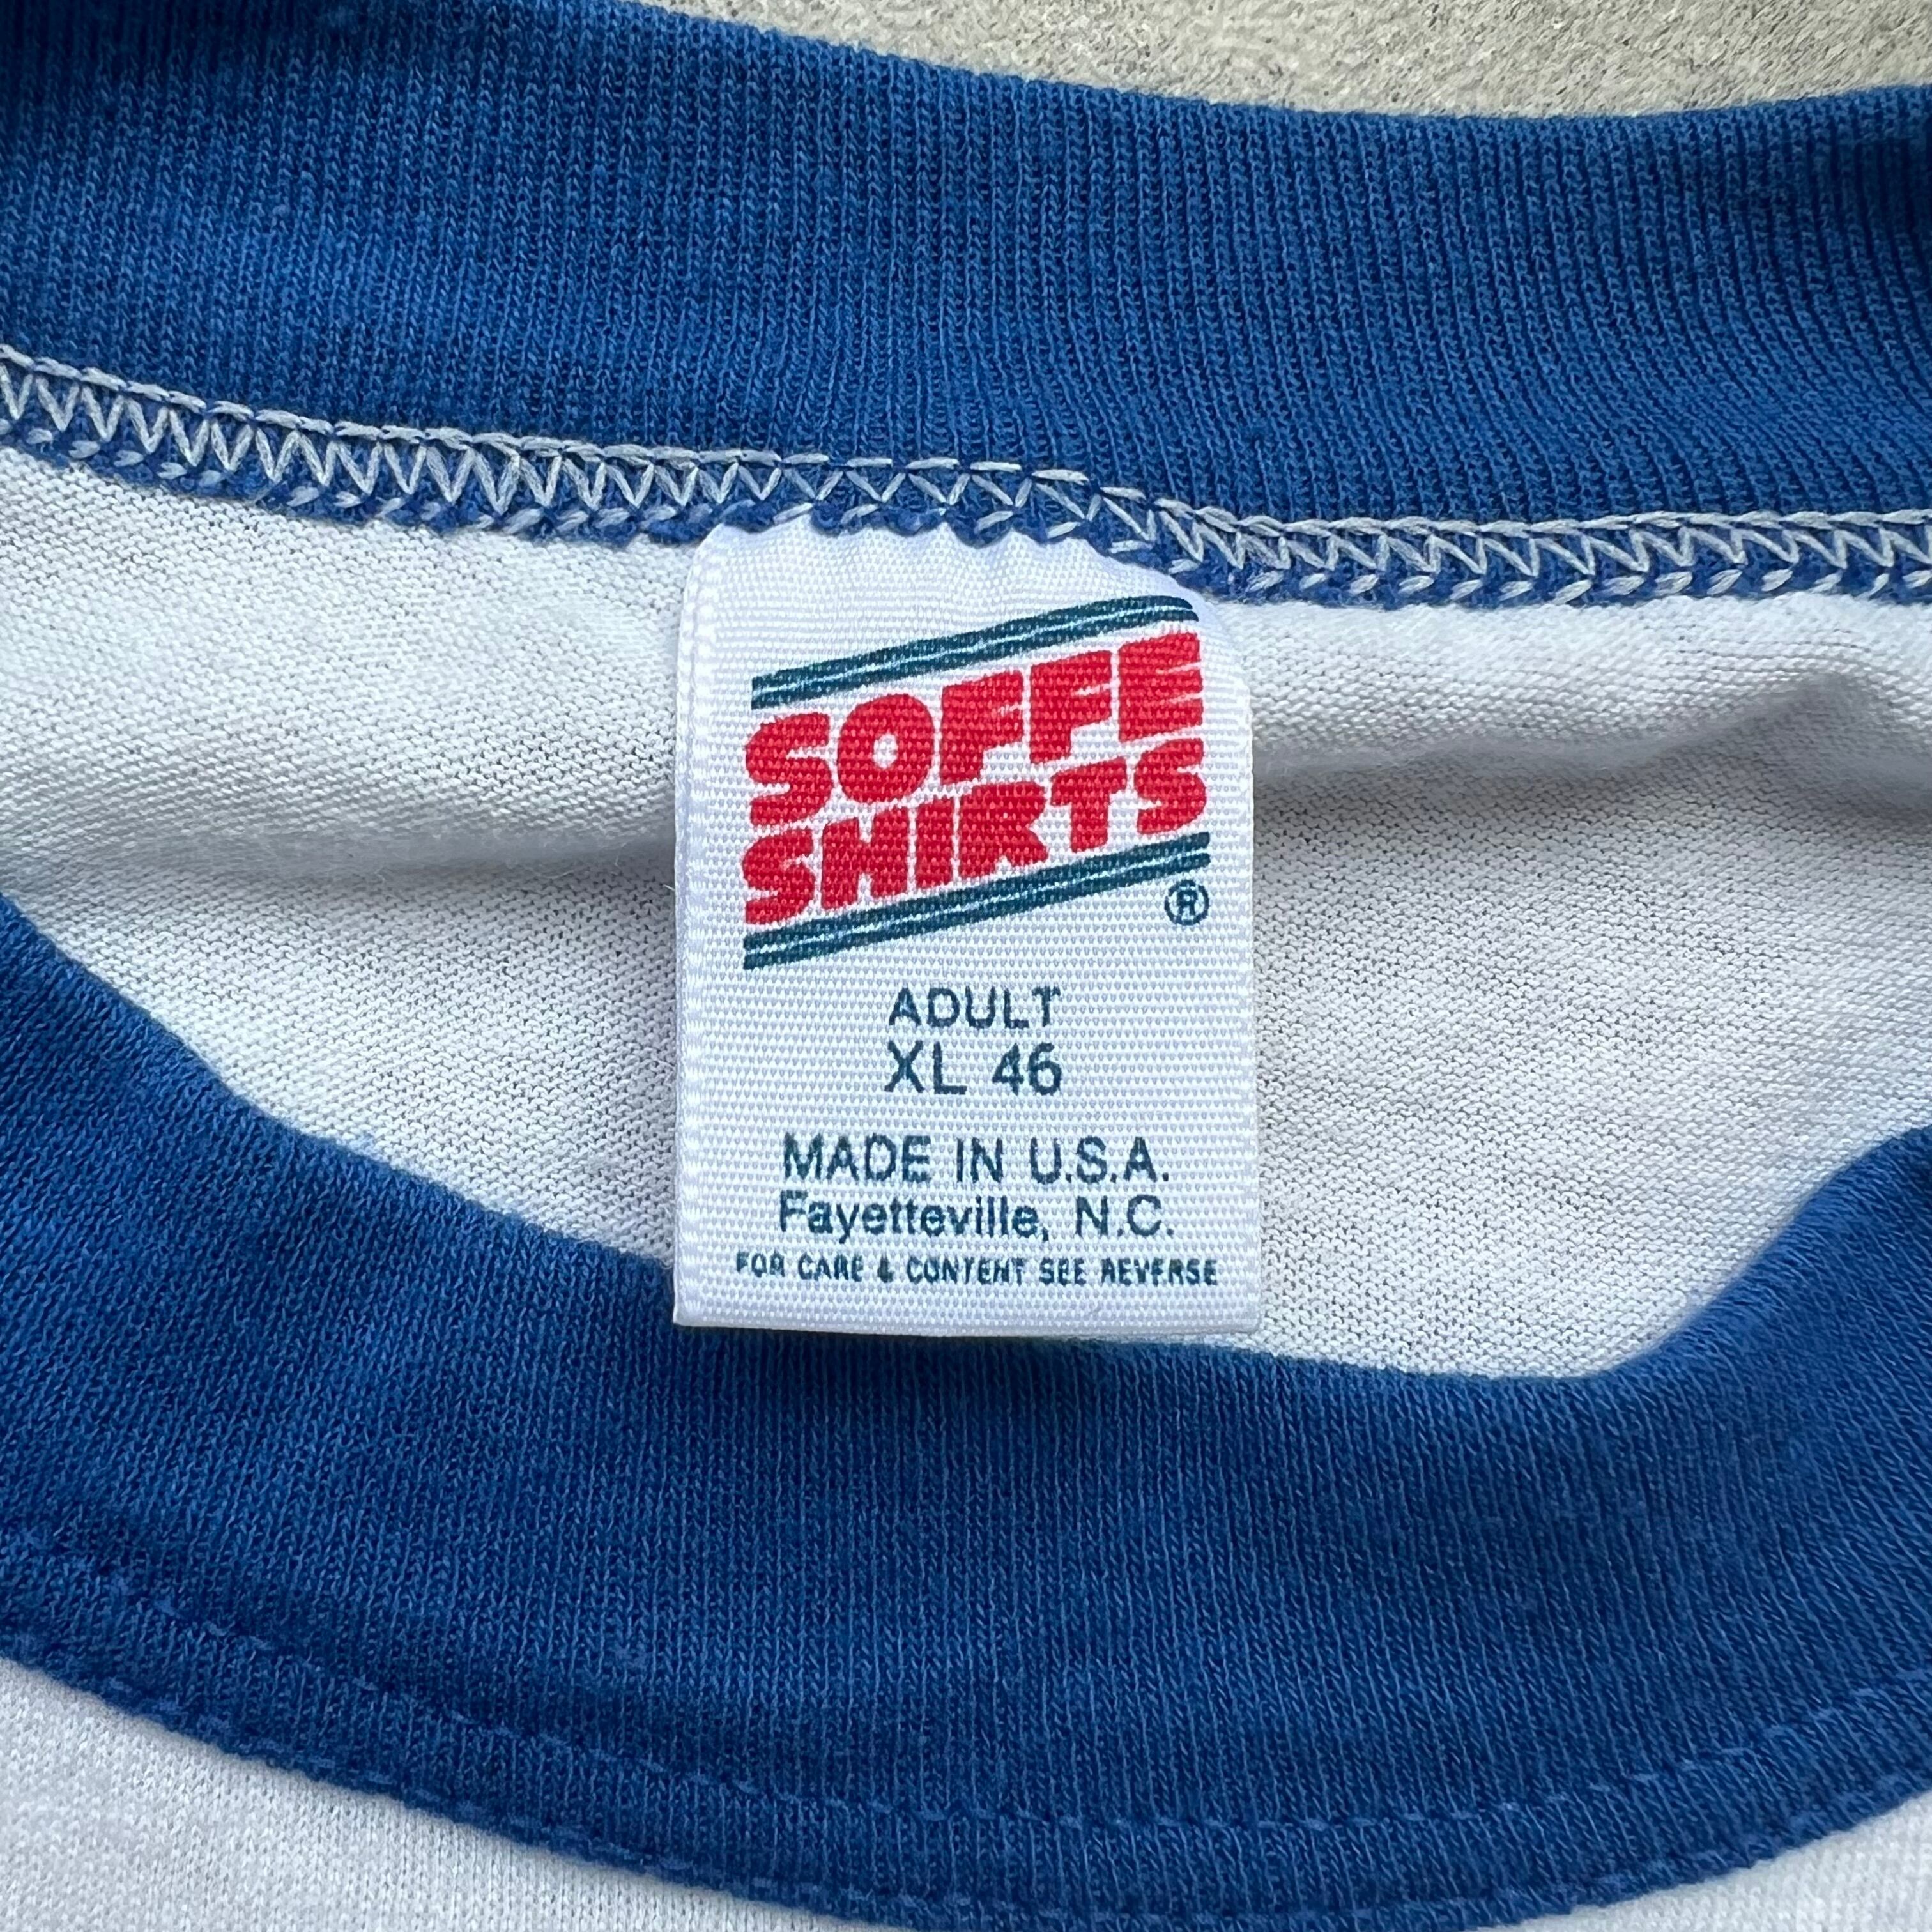 SOFFE
SHIRTS
®
ADULT
XL 46
MADE IN U.S.A.
Fayetteville, N.C.
FOR CARE & CONTENT SEE REVERSE